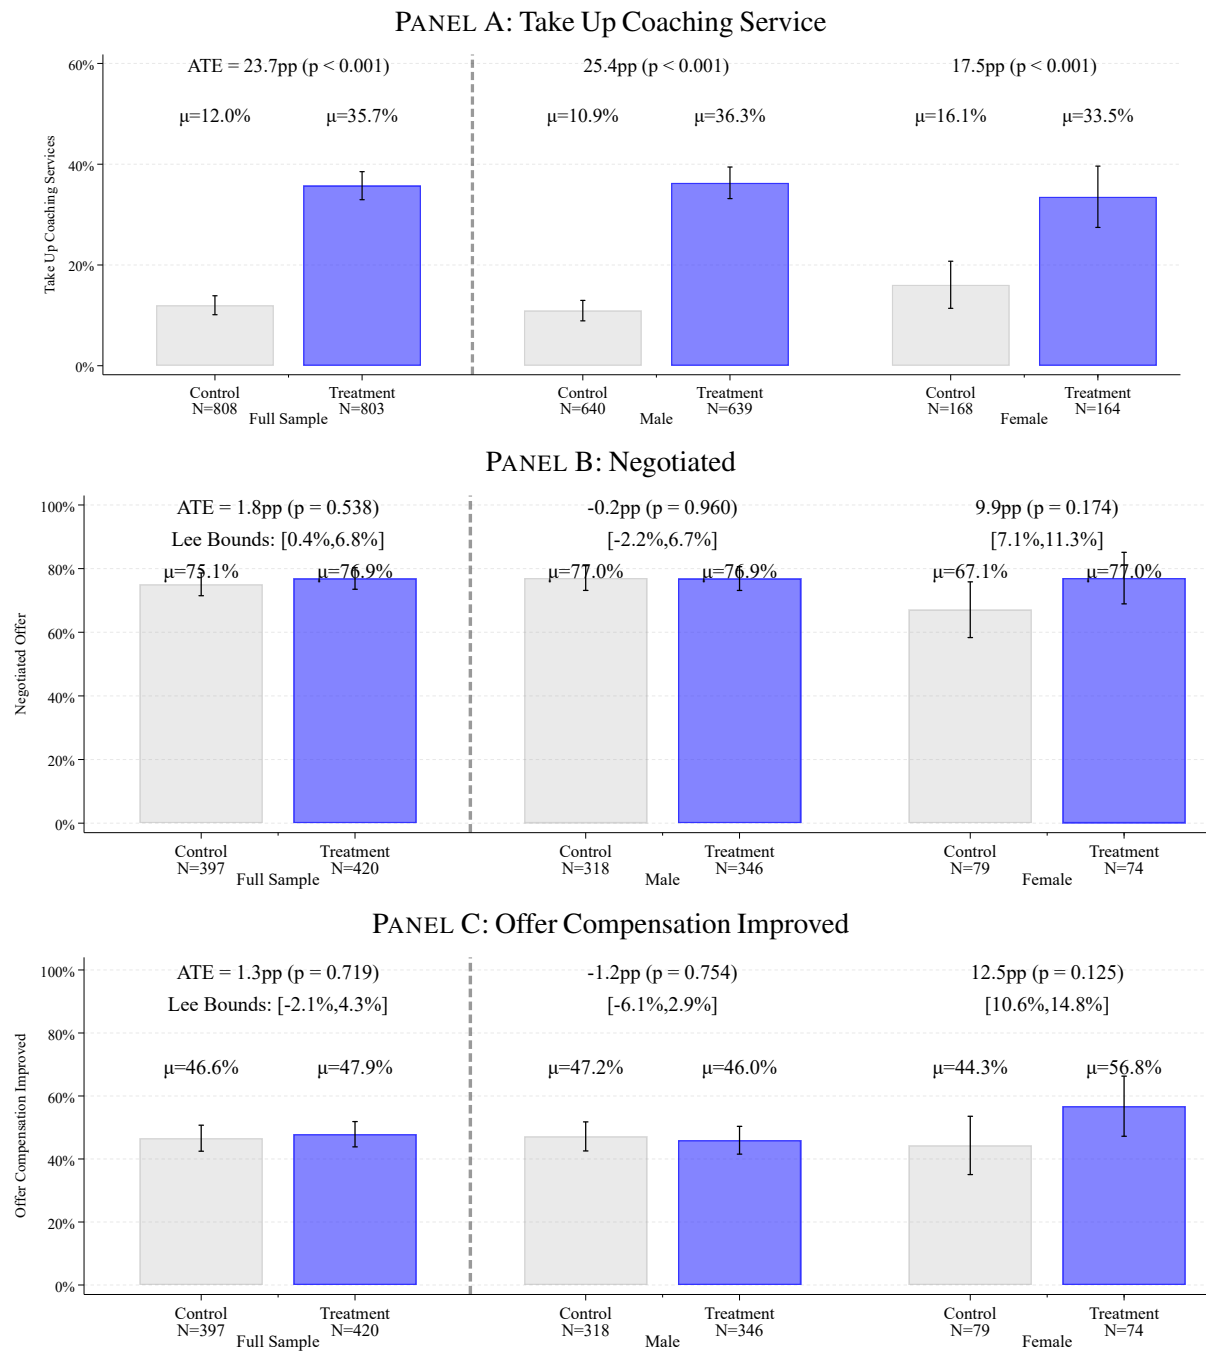 PANEL A: Take Up Coaching Service
ATE = 23.7pp (p < 0.001) 25.4pp (p < 0.001) 17.5pp (p < 0.001)
μ=12.0% μ=35.7% μ=10.9% μ=36.3% μ=16.1% μ=33.5%
Take Up Coaching Services
60%
40%
20%
0%
Control Treatment Control Treatment Control Treatment
N=808 N=803 N=640 N=639 N=168 N=164
Full Sample Male Female
PANEL B: Negotiated
ATE = 1.8pp (p = 0.538) -0.2pp (p = 0.960) 9.9pp (p = 0.174)
Lee Bounds: [0.4%,6.8%] [-2.2%,6.7%] [7.1%,11.3%]
μ=75.1% μ=76.9% μ=77.0% μ=76.9% μ=67.1% μ=77.0%
Negotiated Offer
100%
80%
60%
40%
20%
0%
Control Treatment Control Treatment Control Treatment
N=397 N=420 N=318 N=346 N=79 N=74
Full Sample Male Female
PANEL C: Offer Compensation Improved
ATE = 1.3pp (p = 0.719) -1.2pp (p = 0.754) 12.5pp (p = 0.125)
Lee Bounds: [-2.1%,4.3%] [-6.1%,2.9%] [10.6%,14.8%]
μ=46.6% μ=47.9% μ=47.2% μ=46.0% μ=44.3% μ=56.8%
Offer Compensation Improved
100%
80%
60%
40%
20%
0%
Control Treatment Control Treatment Control Treatment
N=397 N=420 N=318 N=346 N=79 N=74
Full Sample Male Female